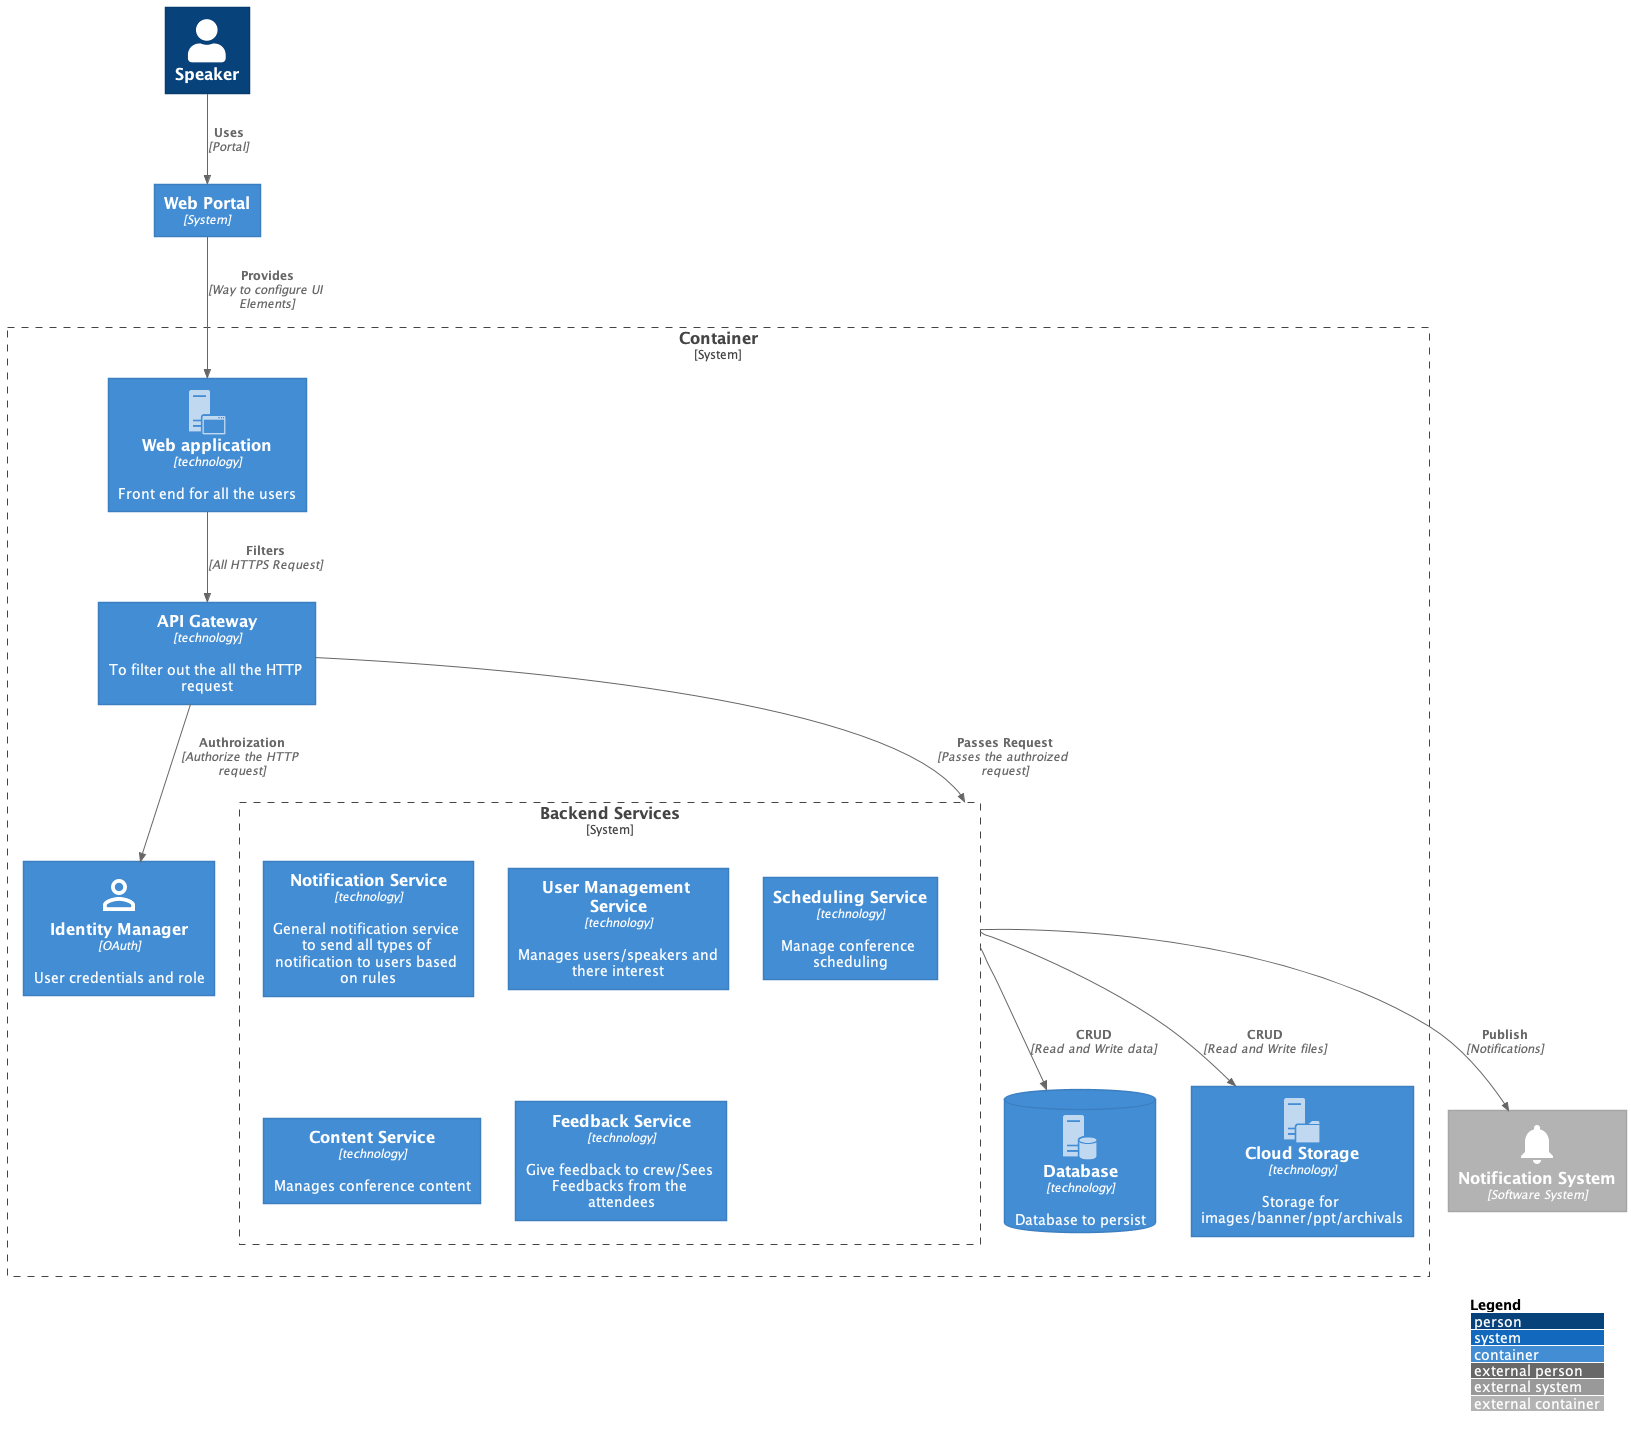 Speaker
Uses
[Portal]
Web Portal
[System]
Provides
[Way to configure UI
Elements]
Container
[System]
Web application
[technology]
Front end for all the users
Filters
[All HTTPS Request]
API Gateway
[technology]
To filter out the all the HTTP
request
Authroization
[Authorize the HTTP
request]
Passes Request
[Passes the authroized
request]
Backend Services
[System]
Identity Manager
[OAuth]
User credentials and role
Notification Service
[technology]
General notification service
to send all types of
notification to users based
on rules
User Management
Service
[technology]
Manages users/speakers and
there interest
Scheduling Service
[technology]
Manage conference
scheduling
CRUD
[Read and Write data]
CRUD
[Read and Write files]
Publish
[Notifications]
Content Service
[technology]
Manages conference content
Feedback Service
[technology]
Give feedback to crew/Sees
Feedbacks from the
attendees
Database
[technology]
Database to persist
Cloud Storage
[technology]
Storage for
images/banner/ppt/archivals
Notification System
[Software System]
Legend
person
system
container
external person
external system
external container